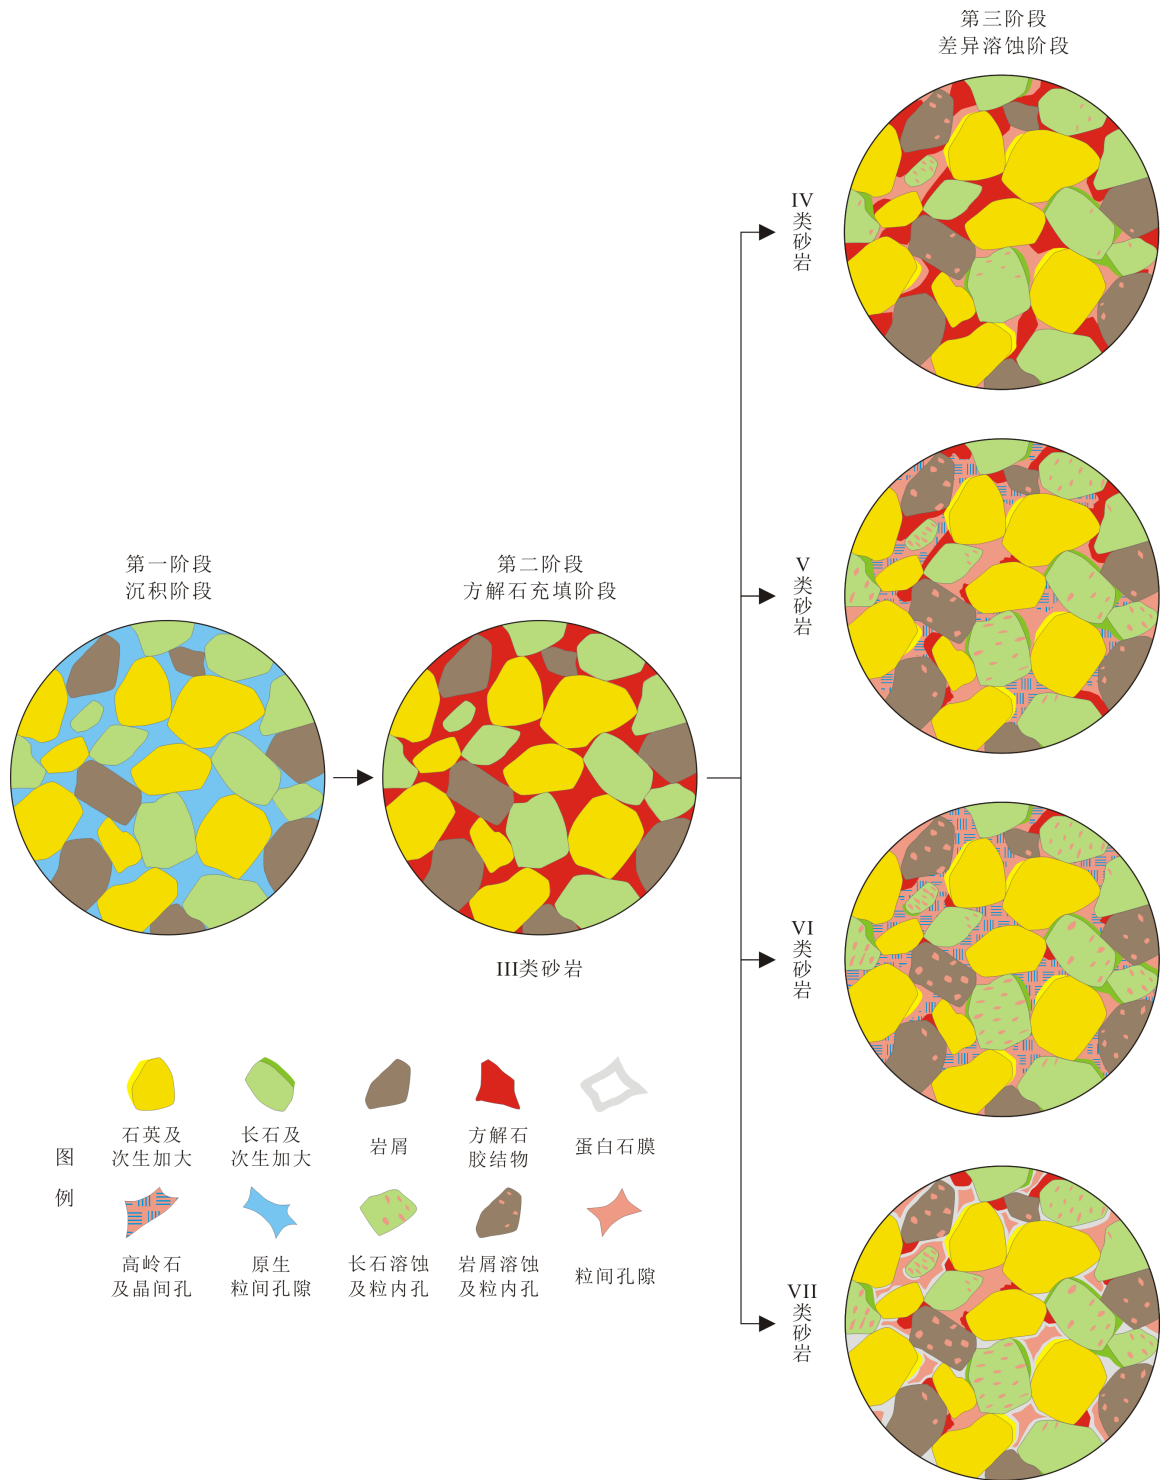 第三阶段
差异溶蚀阶段
IV
类
砂
岩
V
类
砂
岩
第一阶段
沉积阶段
第二阶段
方解石充填阶段
III类砂岩
VI
类
砂
岩
VII
类
砂
岩
图
例
石英及
次生加大
长石及
次生加大
岩屑
方解石
胶结物
蛋白石膜
高岭石
及晶间孔
原生
粒间孔隙
长石溶蚀
及粒内孔
岩屑溶蚀
及粒内孔
粒间孔隙